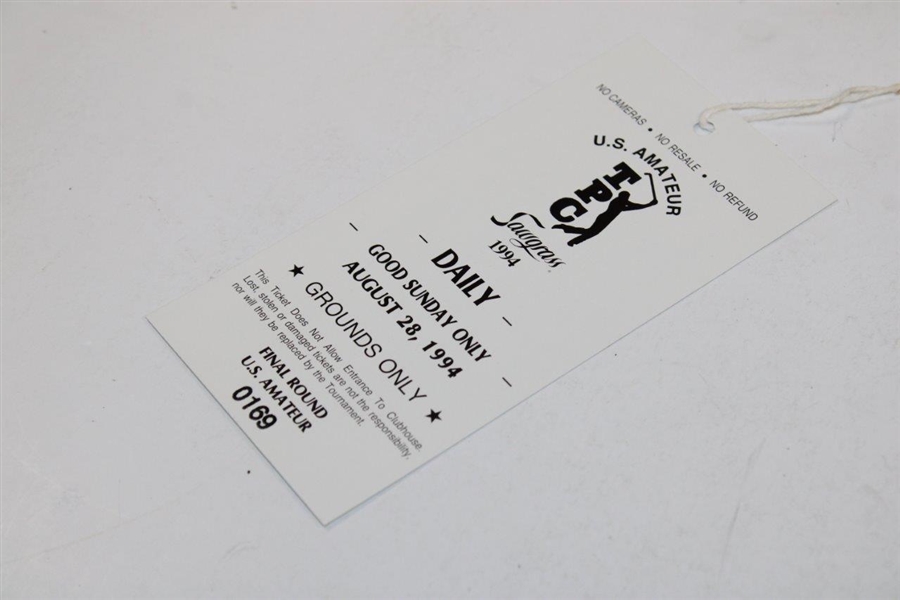 NO CAMERAS • NO RESALE • NO REFUND
U.S. AMATEUR
TPC
Sawgrass
1994
DAILY
GOOD SUNDAY ONLY
AUGUST 28, 1994
★ GROUNDS ONLY ★
This Ticket Does Not Allow Entrance To Clubhouse.
Lost, stolen or damaged tickets are not the responsibility,
nor will they be replaced by the Tournament.
FINAL ROUND
U.S. AMATEUR
0169